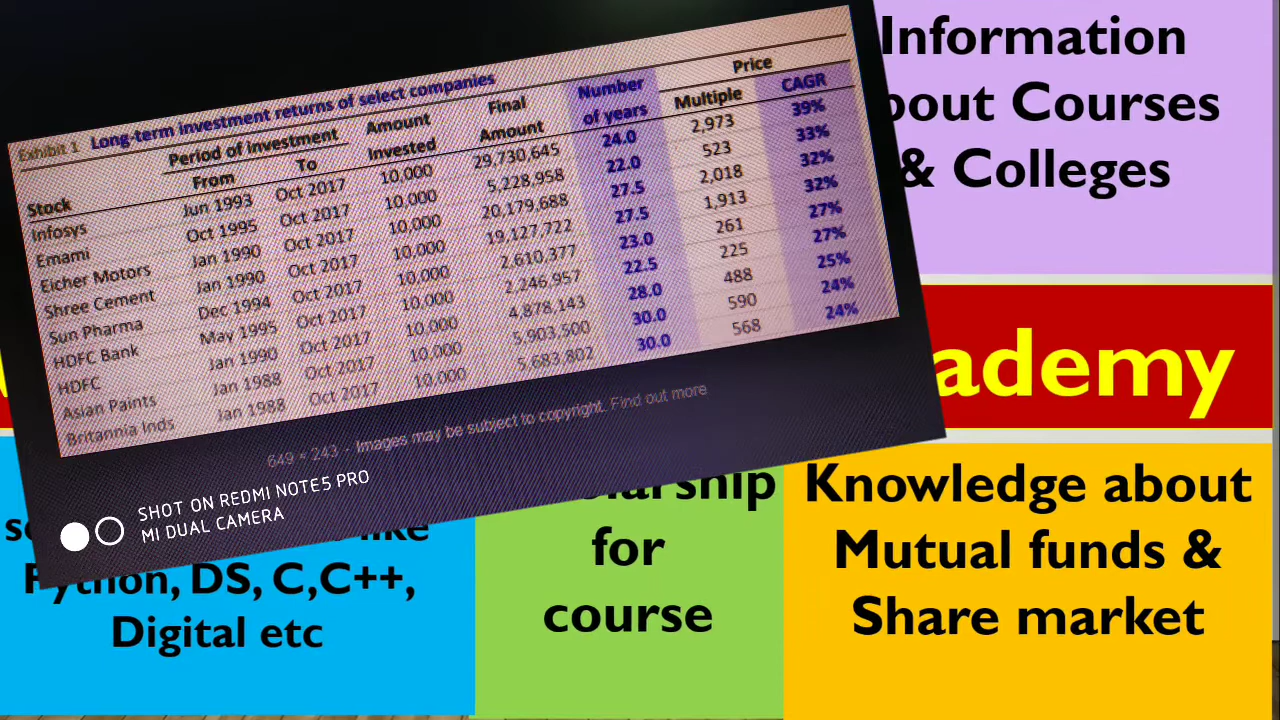 Information
bout Courses
& Colleges
Exhibit 1 Long-term investment returns of select companies
Period of investment Amount Final Number Price
Stock From To Invested Amount of years Multiple CAGR
Infosys Jun 1993 Oct 2017 10,000 29,730,645 24.0 2,973 39%
Emami Oct 1995 Oct 2017 10,000 5,228,958 22.0 523 33%
Eicher Motors Jan 1990 Oct 2017 10,000 20,179,688 27.5 2,018 32%
Shree Cement Jan 1990 Oct 2017 10,000 19,127,722 27.5 1,913 32%
Sun Pharma Dec 1994 Oct 2017 10,000 2,610,377 23.0 261 27%
HDFC Bank May 1995 Oct 2017 10,000 2,246,957 22.5 225 27%
HDFC Jan 1990 Oct 2017 10,000 4,878,143 28.0 488 25%
Asian Paints Jan 1988 Oct 2017 10,000 5,903,500 30.0 590 24%
Britannia Inds Jan 1988 Oct 2017 10,000 5,683,802 30.0 568 24%
649 × 243 - Images may be subject to copyright. Find out more
SHOT ON REDMI NOTE5 PRO
MI DUAL CAMERA
ademy
like
Python, DS, C,C++,
Digital etc
olarship
for
course
Knowledge about
Mutual funds &
Share market